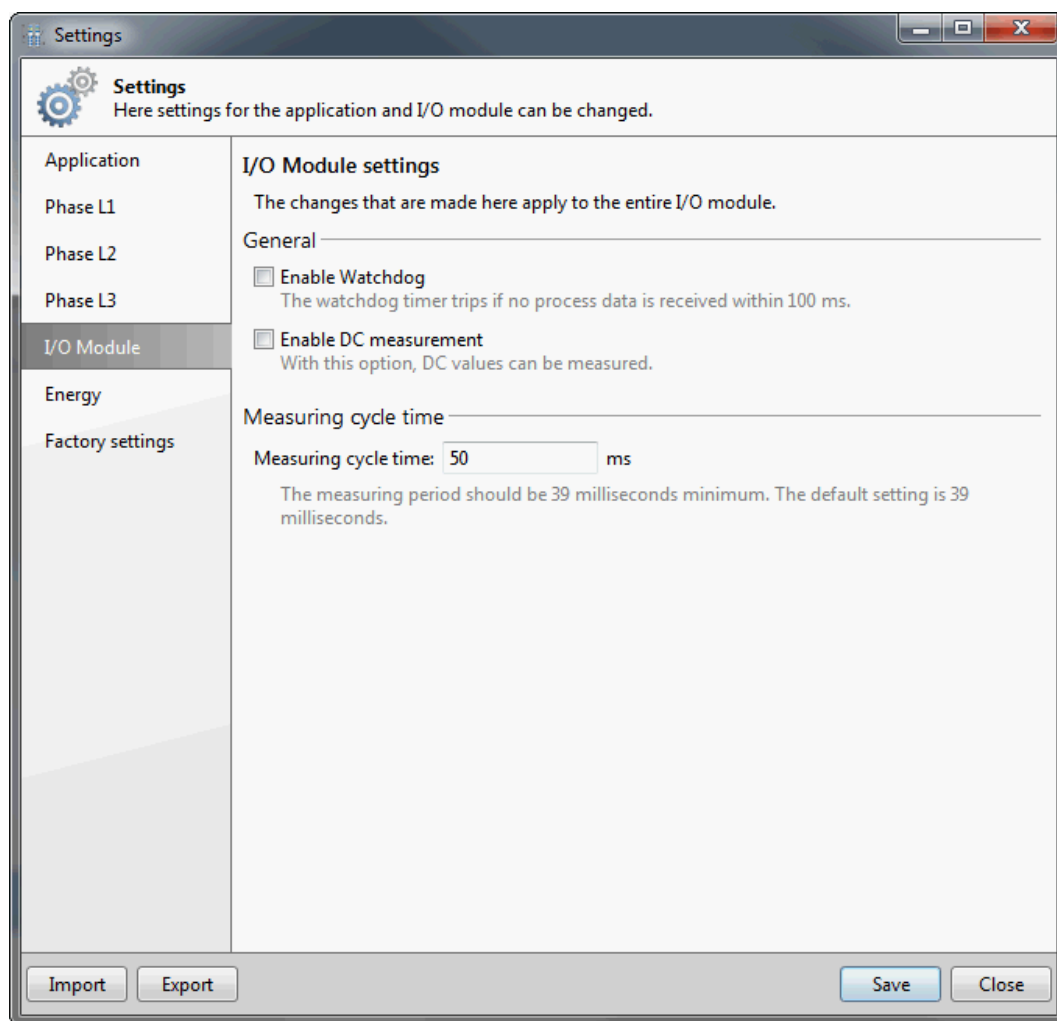 Settings
Settings
Here settings for the application and I/O module can be changed.
Application
Phase L1
Phase L2
Phase L3
I/O Module
Energy
Factory settings
I/O Module settings
The changes that are made here apply to the entire I/O module.
General
Enable Watchdog
The watchdog timer trips if no process data is received within 100 ms.
Enable DC measurement
With this option, DC values can be measured.
Measuring cycle time
Measuring cycle time: 50 ms
The measuring period should be 39 milliseconds minimum. The default setting is 39
milliseconds.
Import Export Save Close